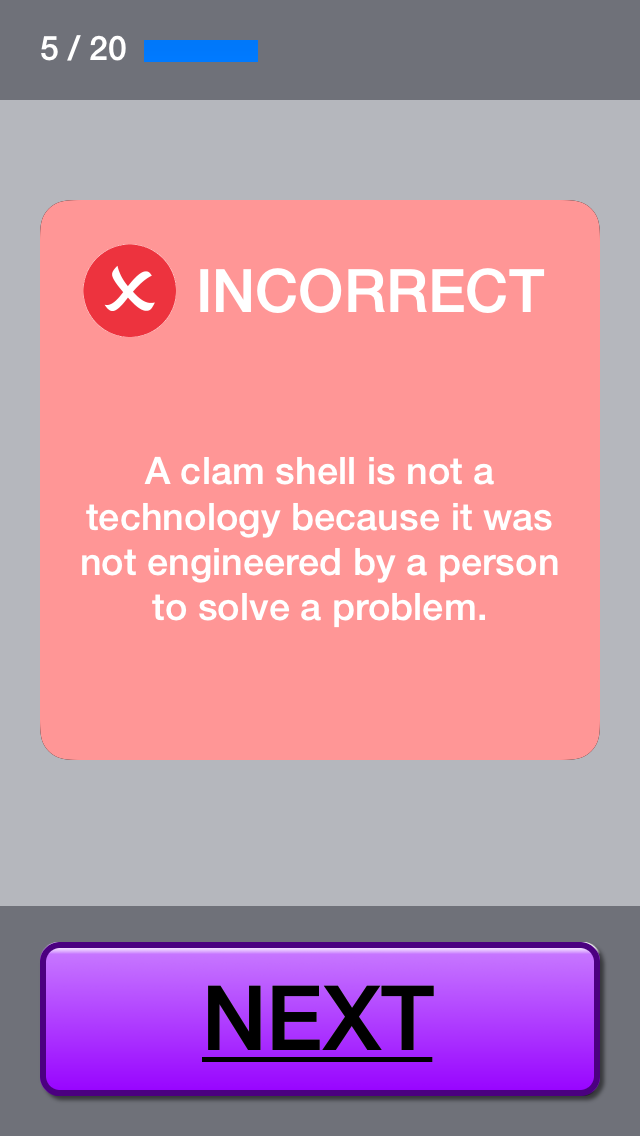 5 / 20
INCORRECT
A clam shell is not a
technology because it was
not engineered by a person
to solve a problem.
NEXT